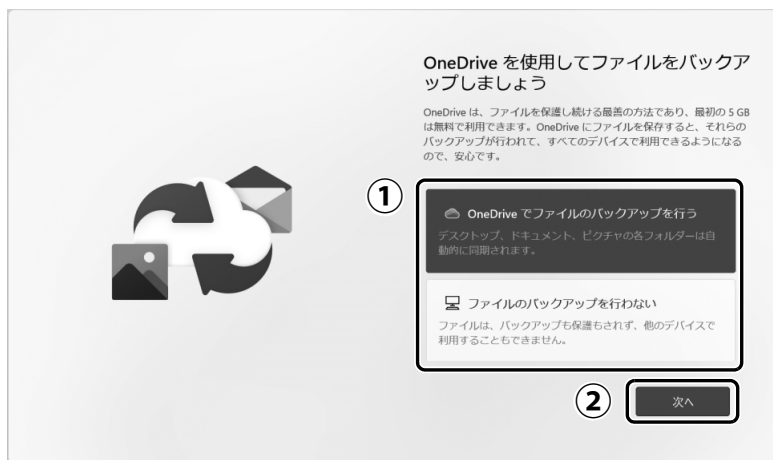 OneDrive を使用してファイルをバックア
ップしましょう
OneDrive は、ファイルを保護し続ける最善の方法であり、最初の 5 GB
は無料で利用できます。OneDrive にファイルを保存すると、それらの
バックアップが行われて、すべてのデバイスで利用できるようになる
ので、安心です。
①
OneDrive でファイルのバックアップを行う
デスクトップ、ドキュメント、ピクチャの各フォルダーは自
動的に同期されます。
ファイルのバックアップを行わない
ファイルは、バックアップも保護もされず、他のデバイスで
利用することもできません。
②
次へ